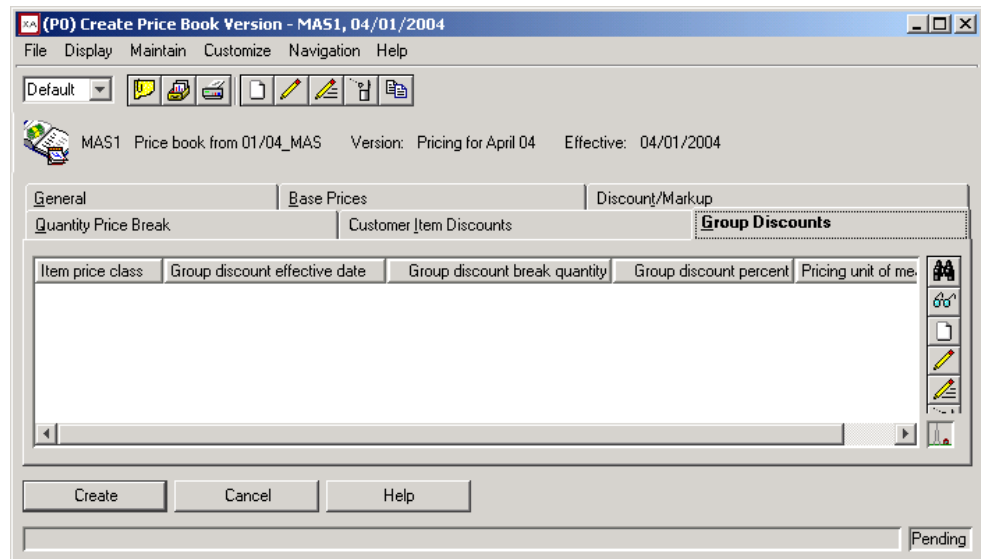 XA (P0) Create Price Book Version - MAS1, 04/01/2004
File Display Maintain Customize Navigation Help
Default
MAS1 Price book from 01/04_MAS Version: Pricing for April 04 Effective: 04/01/2004
General Base Prices Discount/Markup
Quantity Price Break Customer Item Discounts Group Discounts
Item price class Group discount effective date Group discount break quantity Group discount percent Pricing unit of me
Create Cancel Help
Pending